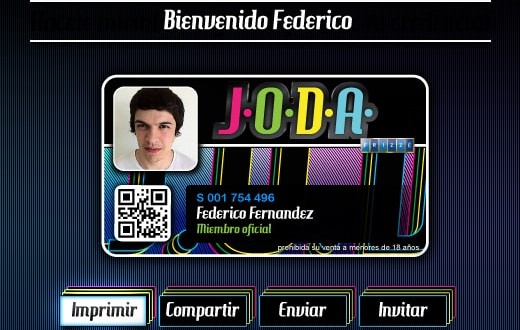 Bienvenido Federico
J·O·D·A·
FRIZZÉ
S 001 754 496
Federico Fernandez
Miembro oficial
prohibida su venta a menores de 18 años
Imprimir
Compartir
Enviar
Invitar